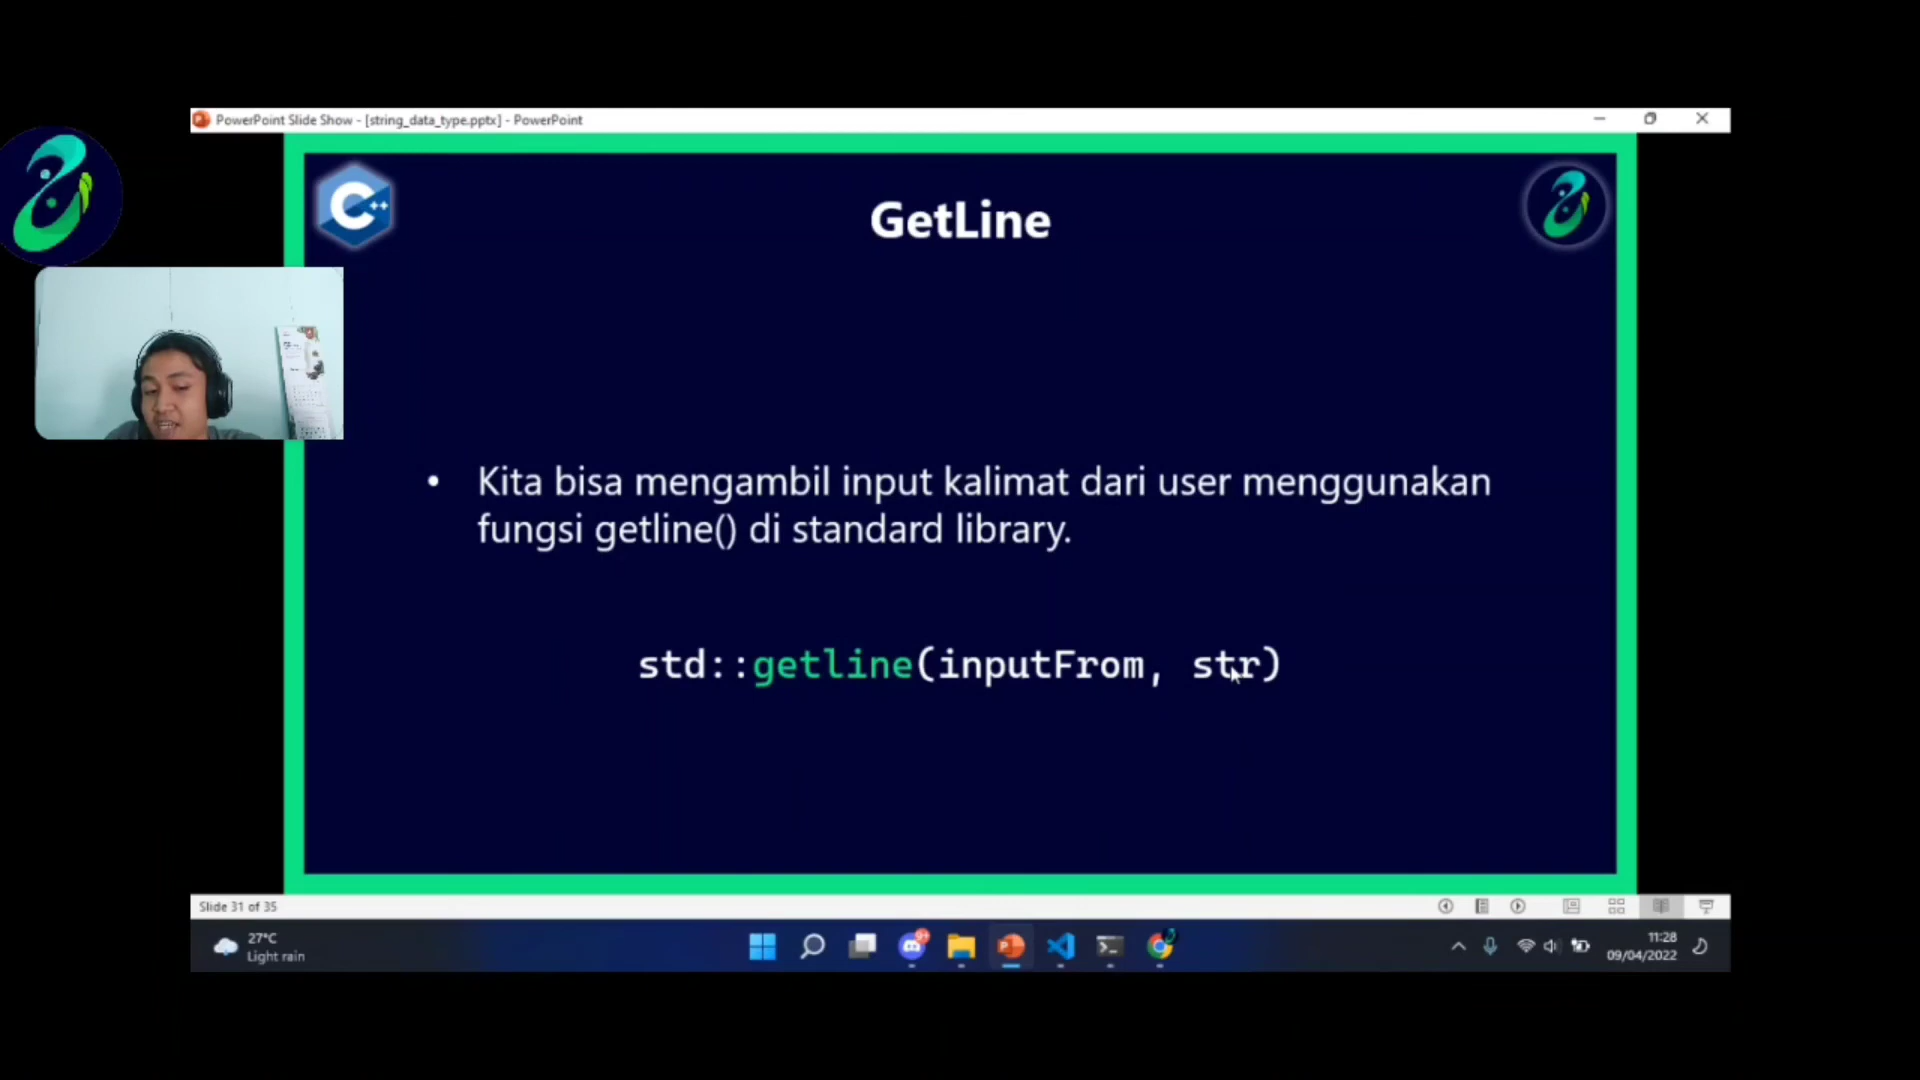 PowerPoint Slide Show - [string_data_type.pptx] - PowerPoint
C++
GetLine
• Kita bisa mengambil input kalimat dari user menggunakan
fungsi getline() di standard library.
std::getline(inputFrom, str)
Slide 31 of 35
27°C
Light rain
9+
11:28
09/04/2022